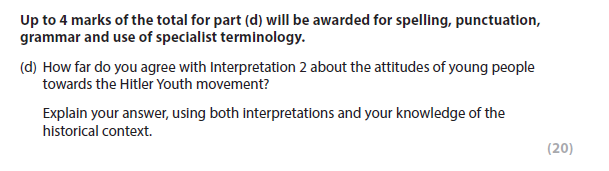 Up to 4 marks of the total for part (d) will be awarded for spelling, punctuation,
grammar and use of specialist terminology.
(d) How far do you agree with Interpretation 2 about the attitudes of young people
towards the Hitler Youth movement?
Explain your answer, using both interpretations and your knowledge of the
historical context.
(20)